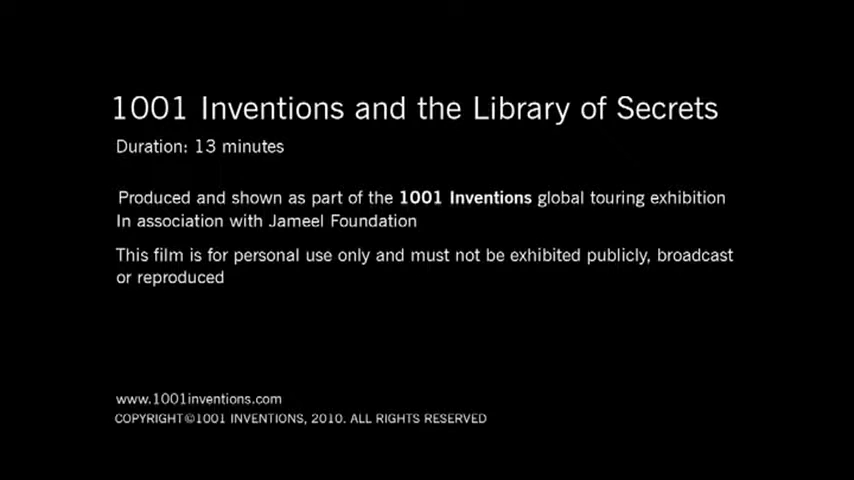 1001 Inventions and the Library of Secrets
Duration: 13 minutes
Produced and shown as part of the 1001 Inventions global touring exhibition
In association with Jameel Foundation
This film is for personal use only and must not be exhibited publicly, broadcast
or reproduced
www.1001inventions.com
COPYRIGHT©1001 INVENTIONS, 2010. ALL RIGHTS RESERVED